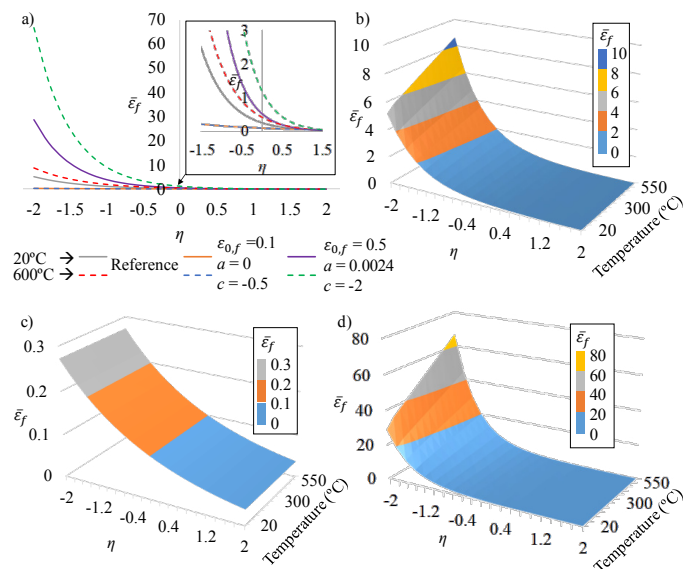 a)
ε̄f
70
60
50
40
30
20
10
0
-2 -1.5 -1 -0.5 0 0.5 1 1.5 2
η
3
2
1
0
ε̄f
-1.5 -0.5 0.5 1.5
η
20ºC → Reference ε0,f =0.1 ε0,f = 0.5
600ºC → a = 0 a = 0.0024
c = -0.5 c = -2
b)
10
8
6
4
2
0
ε̄f
-2 -1.2 -0.4 0.4 1.2 2
η
20 300 550
Temperature (ºC)
ε̄f
10
8
6
4
2
0
c)
0.3
0.2
0.1
0
ε̄f
-2 -1.2 -0.4 0.4 1.2 2
η
20 300 550
Temperature (ºC)
ε̄f
0.3
0.2
0.1
0
d)
80
60
40
20
0
ε̄f
-2 -1.2 -0.4 0.4 1.2 2
η
20 300 550
Temperature (ºC)
ε̄f
80
60
40
20
0